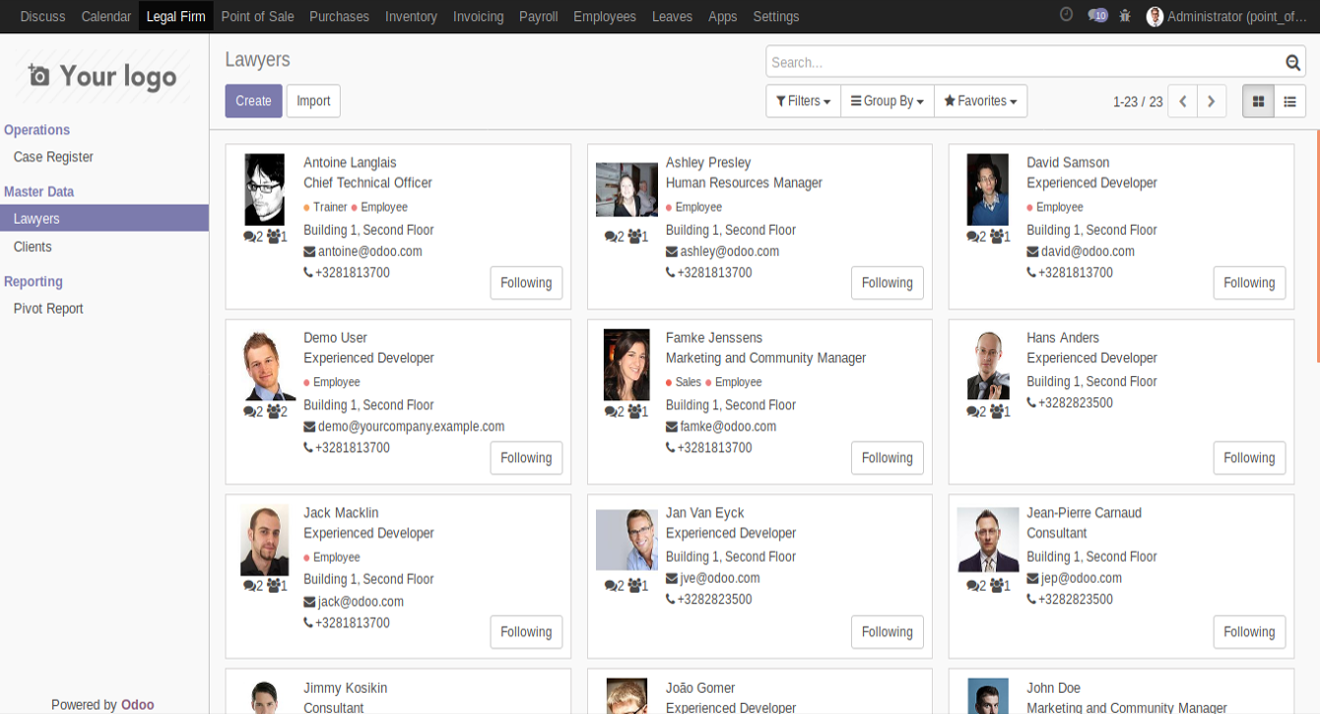 Discuss Calendar Legal Firm Point of Sale Purchases Inventory Invoicing Payroll Employees Leaves Apps Settings 10 Administrator (point_of...
Your logo
Operations
Case Register
Master Data
Lawyers
Clients
Reporting
Pivot Report
Powered by Odoo
Lawyers
Search...
Create Import
Filters Group By Favorites 1-23 / 23
Antoine Langlais
Chief Technical Officer
Trainer Employee
Building 1, Second Floor
2 1
antoine@odoo.com
+3281813700
Following
Ashley Presley
Human Resources Manager
Employee
Building 1, Second Floor
2 1
ashley@odoo.com
+3281813700
Following
David Samson
Experienced Developer
Employee
Building 1, Second Floor
2 1
david@odoo.com
+3281813700
Following
Demo User
Experienced Developer
Employee
Building 1, Second Floor
2 2
demo@yourcompany.example.com
+3281813700
Following
Famke Jenssens
Marketing and Community Manager
Sales Employee
Building 1, Second Floor
2 1
famke@odoo.com
+3281813700
Following
Hans Anders
Experienced Developer
Building 1, Second Floor
+3282823500
2 1
Following
Jack Macklin
Experienced Developer
Employee
Building 1, Second Floor
2 1
jack@odoo.com
+3281813700
Following
Jan Van Eyck
Experienced Developer
Building 1, Second Floor
jve@odoo.com
2 1
+3282823500
Following
Jean-Pierre Carnaud
Consultant
Building 1, Second Floor
jep@odoo.com
2 1
+3282823500
Following
Jimmy Kosikin
Consultant
João Gomer
Experienced Developer
John Doe
Marketing and Community Manager